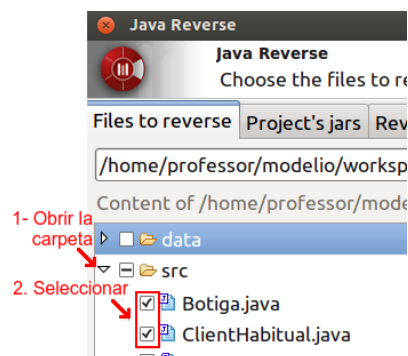 Java Reverse
Java Reverse
Choose the files to re
Files to reverse Project's jars Rev
/home/professor/modelio/worksp
Content of /home/professor/mode
1- Obrir la
carpeta
data
src
2. Seleccionar
Botiga.java
ClientHabitual.java